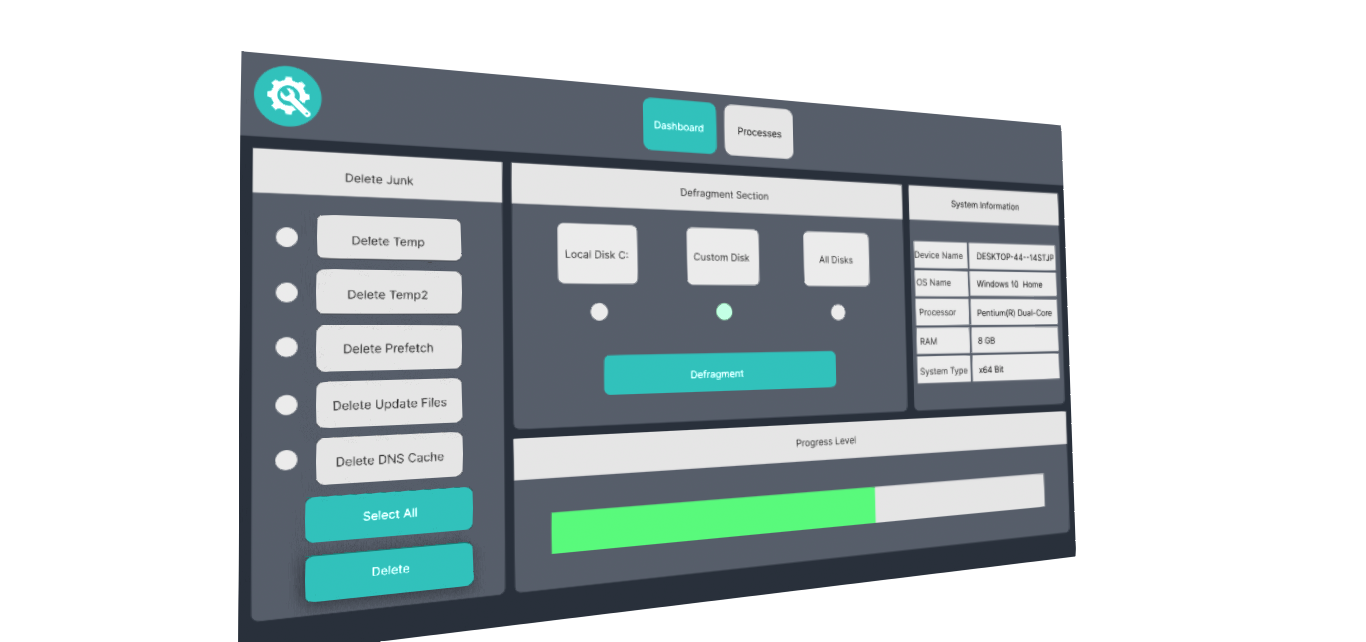 Dashboard
Processes
Delete Junk
Delete Temp
Delete Temp2
Delete Prefetch
Delete Update Files
Delete DNS Cache
Select All
Delete
Defragment Section
Local Disk C:
Custom Disk
All Disks
Defragment
System Information
Device Name DESKTOP-44--14STJP
OS Name Windows 10 Home
Processor Pentium(R) Dual-Core
RAM 8 GB
System Type x64 Bit
Progress Level